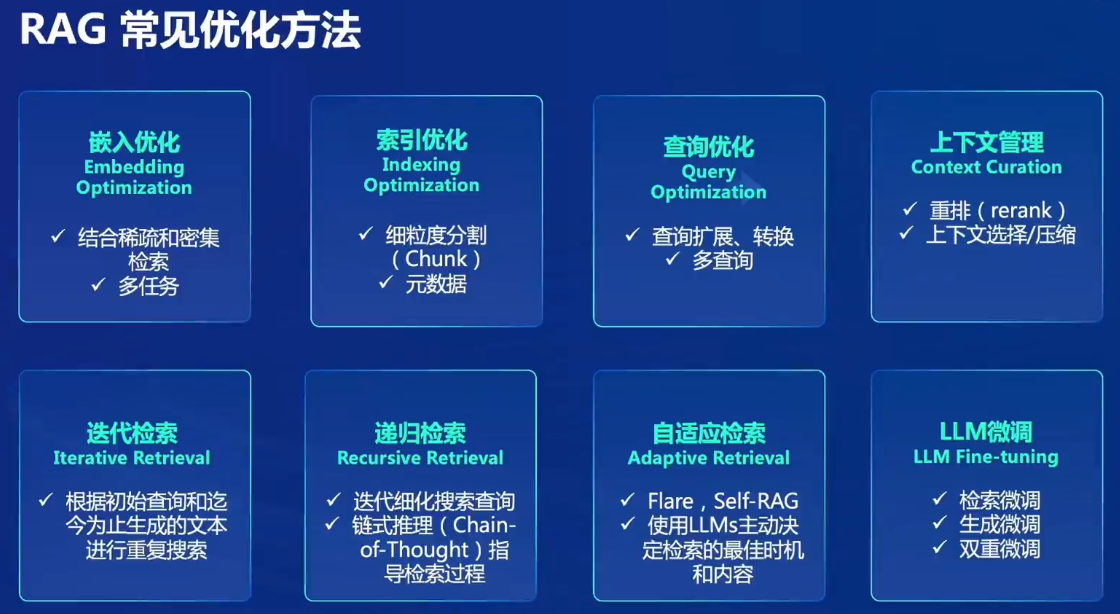 RAG 常见优化方法
嵌入优化
Embedding
Optimization
✓ 结合稀疏和密集
检索
✓ 多任务
索引优化
Indexing
Optimization
✓ 细粒度分割
（Chunk）
✓ 元数据
查询优化
Query
Optimization
✓ 查询扩展、转换
✓ 多查询
上下文管理
Context Curation
✓ 重排（rerank）
✓ 上下文选择/压缩
迭代检索
Iterative Retrieval
✓ 根据初始查询和迄
今为止生成的文本
进行重复搜索
递归检索
Recursive Retrieval
✓ 迭代细化搜索查询
✓ 链式推理（Chain-
of-Thought）指
导检索过程
自适应检索
Adaptive Retrieval
✓ Flare，Self-RAG
✓ 使用LLMs主动决
定检索的最佳时机
和内容
LLM微调
LLM Fine-tuning
✓ 检索微调
✓ 生成微调
✓ 双重微调